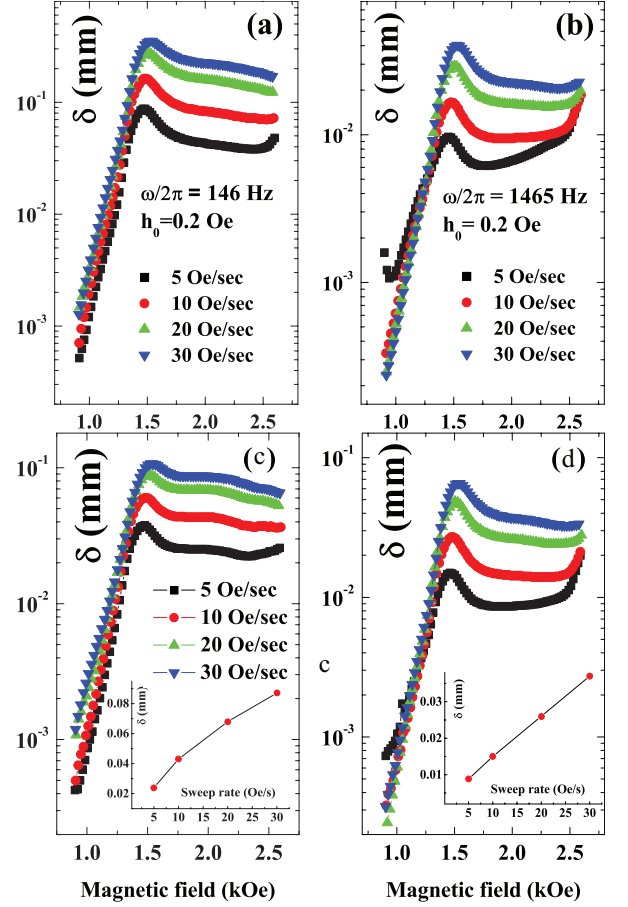 (a)
δ (mm)
10⁻¹
10⁻²
10⁻³
ω/2π = 146 Hz
h₀=0.2 Oe
5 Oe/sec
10 Oe/sec
20 Oe/sec
30 Oe/sec
1.0 1.5 2.0 2.5
(b)
δ (mm)
10⁻²
10⁻³
ω/2π = 1465 Hz
h₀= 0.2 Oe
5 Oe/sec
10 Oe/sec
20 Oe/sec
30 Oe/sec
1.0 1.5 2.0 2.5
(c)
δ (mm)
10⁻¹
10⁻²
10⁻³
5 Oe/sec
10 Oe/sec
20 Oe/sec
30 Oe/sec
δ (mm)
0.08
0.06
0.04
0.02
Sweep rate (Oe/s)
5 10 15 20 25 30
1.0 1.5 2.0 2.5
Magnetic field (kOe)
(d)
δ (mm)
10⁻¹
10⁻²
10⁻³
c
δ (mm)
0.03
0.02
0.01
Sweep rate (Oe/s)
5 10 15 20 25 30
1.0 1.5 2.0 2.5
Magnetic field (kOe)